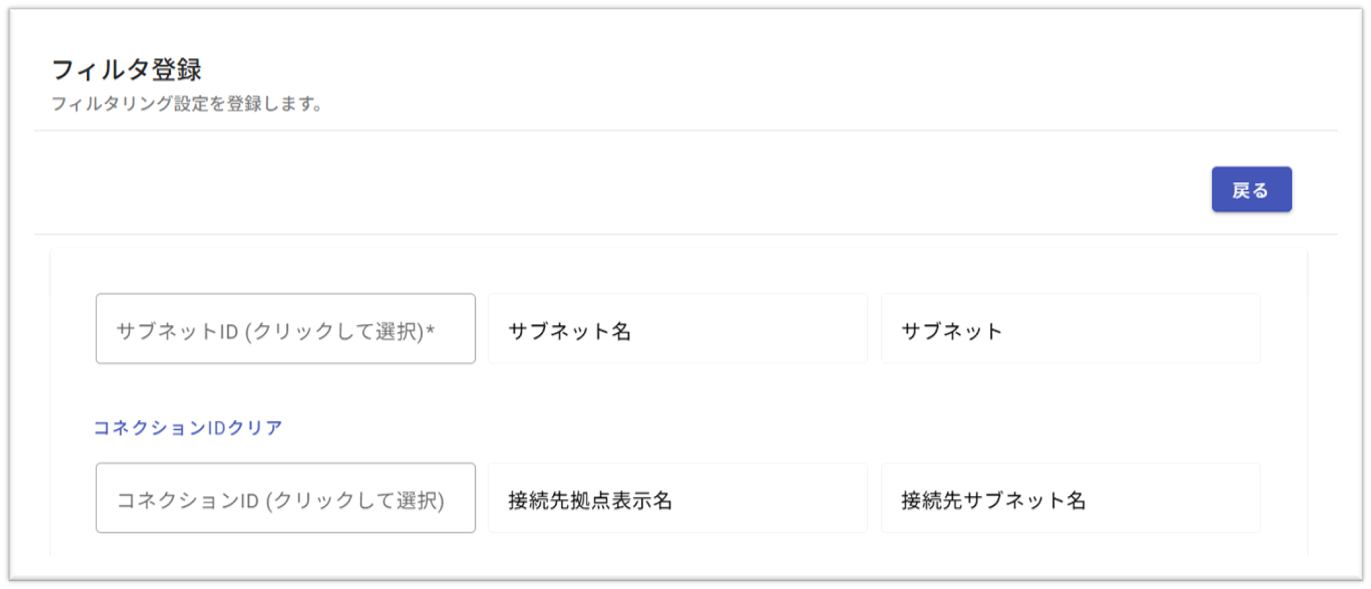 フィルタ登録
フィルタリング設定を登録します。
戻る
サブネットID (クリックして選択)*
サブネット名
サブネット
コネクションIDクリア
コネクションID (クリックして選択)
接続先拠点表示名
接続先サブネット名